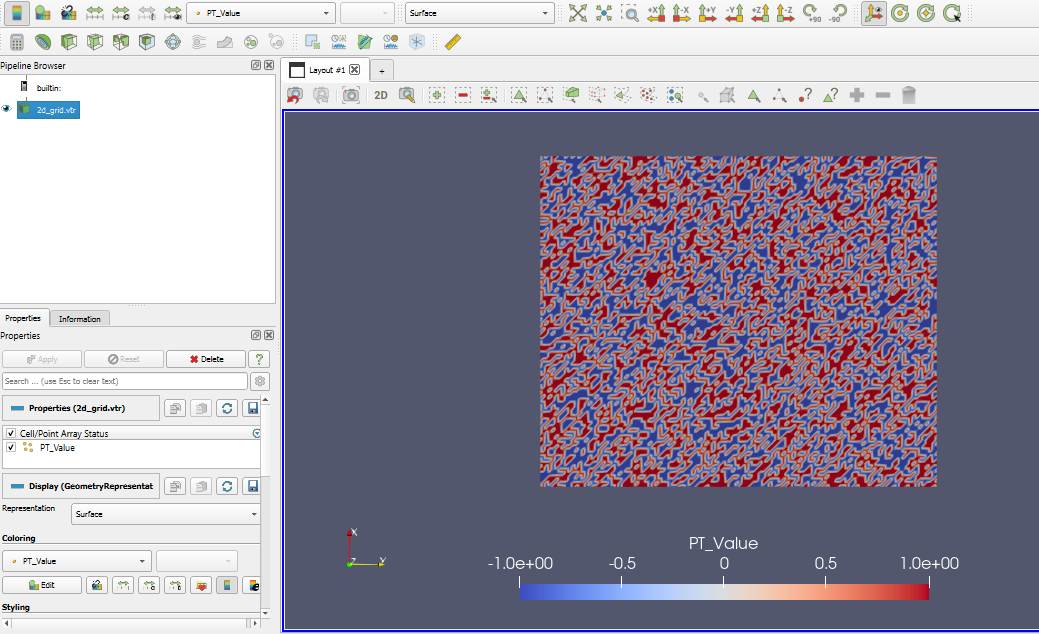 PT_Value
Surface
+X
-X
+Y
-Y
+Z
-Z
+90
-90
Pipeline Browser
Layout #1
+
builtin:
2D
2d_grid.vtr
Properties
Information
Properties
Apply
Reset
Delete
?
Search ... (use Esc to clear text)
Properties (2d_grid.vtr)
Cell/Point Array Status
PT_Value
Display (GeometryRepresentat
Representation
Surface
Coloring
PT_Value
Edit
Styling
X
Z
Y
PT_Value
-1.0e+00
-0.5
0
0.5
1.0e+00